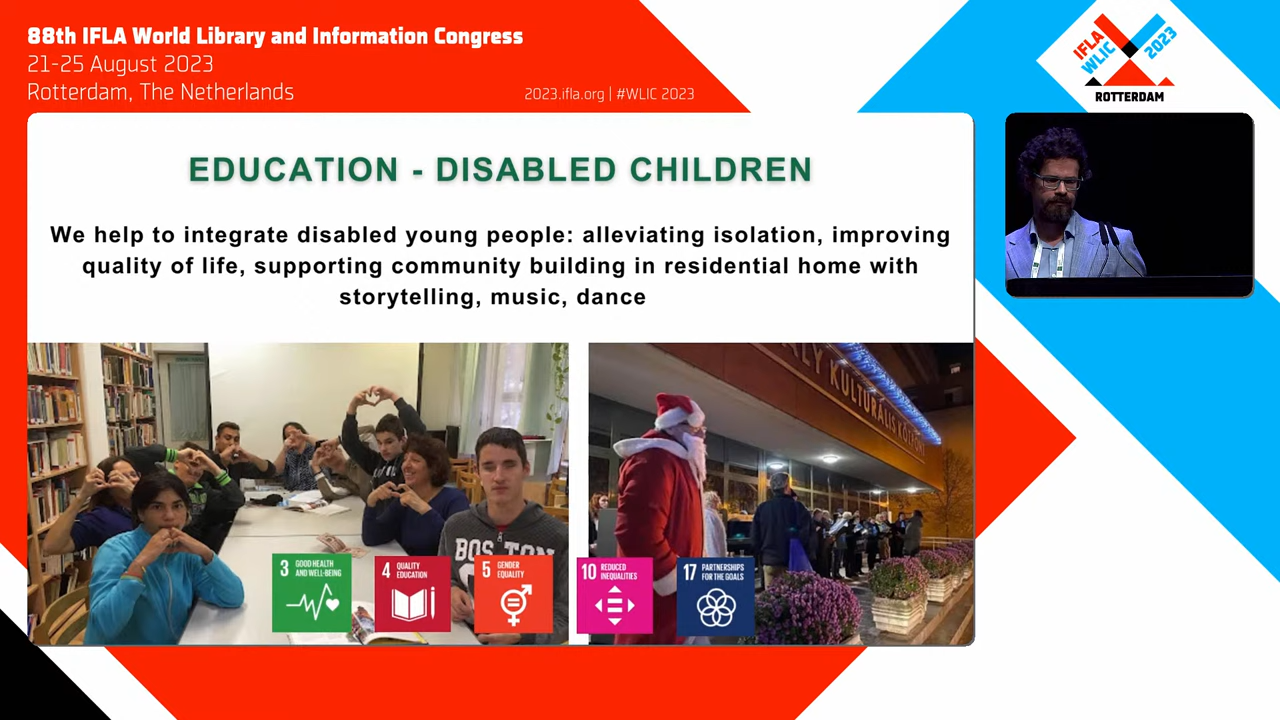 88th IFLA World Library and Information Congress
21-25 August 2023
Rotterdam, The Netherlands
2023.ifla.org | #WLIC 2023
IFLA
WLIC
2023
ROTTERDAM
EDUCATION - DISABLED CHILDREN
We help to integrate disabled young people: alleviating isolation, improving
quality of life, supporting community building in residential home with
storytelling, music, dance
KULTURÁLIS KÖZPONT
BOSTON
3 GOOD HEALTH
AND WELL-BEING
4 QUALITY
EDUCATION
5 GENDER
EQUALITY
10 REDUCED
INEQUALITIES
17 PARTNERSHIPS
FOR THE GOALS